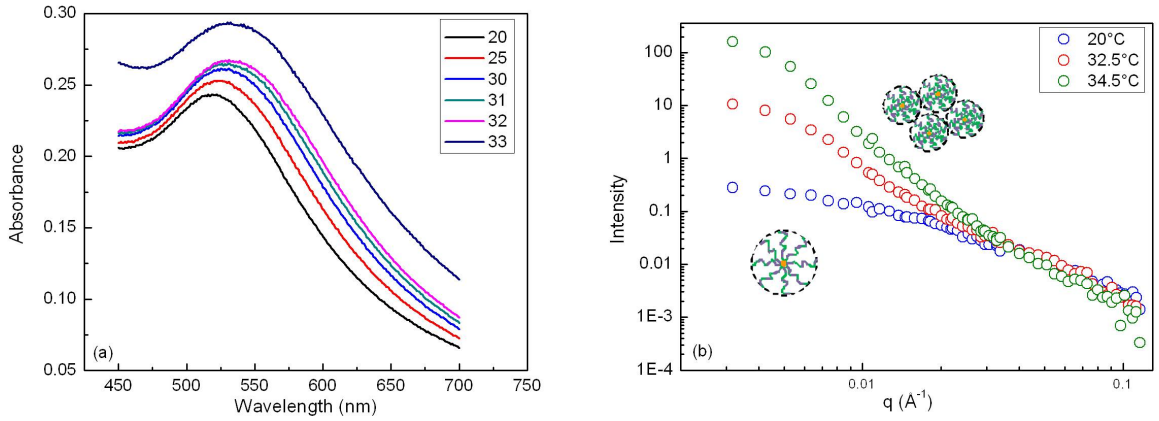 0.30
0.25
0.20
0.15
0.10
0.05
Absorbance
20
25
30
31
32
33
(a)
450 500 550 600 650 700 750
Wavelength (nm)
100
10
1
0.1
0.01
1E-3
1E-4
Intensity
20°C
32.5°C
34.5°C
(b)
0.01 0.1
q (Å⁻¹)